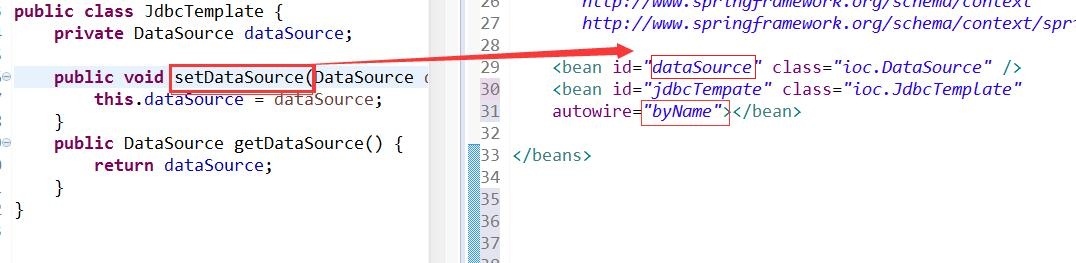 public class JdbcTemplate {
private DataSource dataSource;
public void setDataSource(DataSource
this.dataSource = dataSource;
}
public DataSource getDataSource() {
return dataSource;
}
}
26 http://www.springframework.org/schema/context
27 http://www.springframework.org/schema/context/spr
28
29 <bean id="dataSource" class="ioc.DataSource" />
30 <bean id="jdbcTempate" class="ioc.JdbcTemplate"
31 autowire="byName"></bean>
32
33 </beans>
34
35
36
37
38